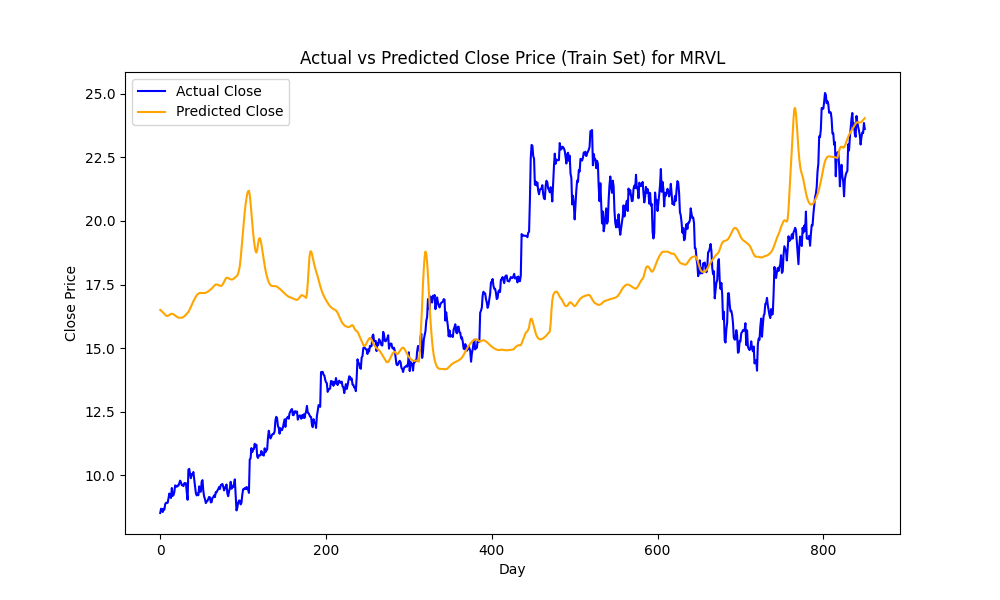 Actual vs Predicted Close Price (Train Set) for MRVL
Actual Close
Predicted Close
Close Price
25.0
22.5
20.0
17.5
15.0
12.5
10.0
0 200 400 600 800
Day